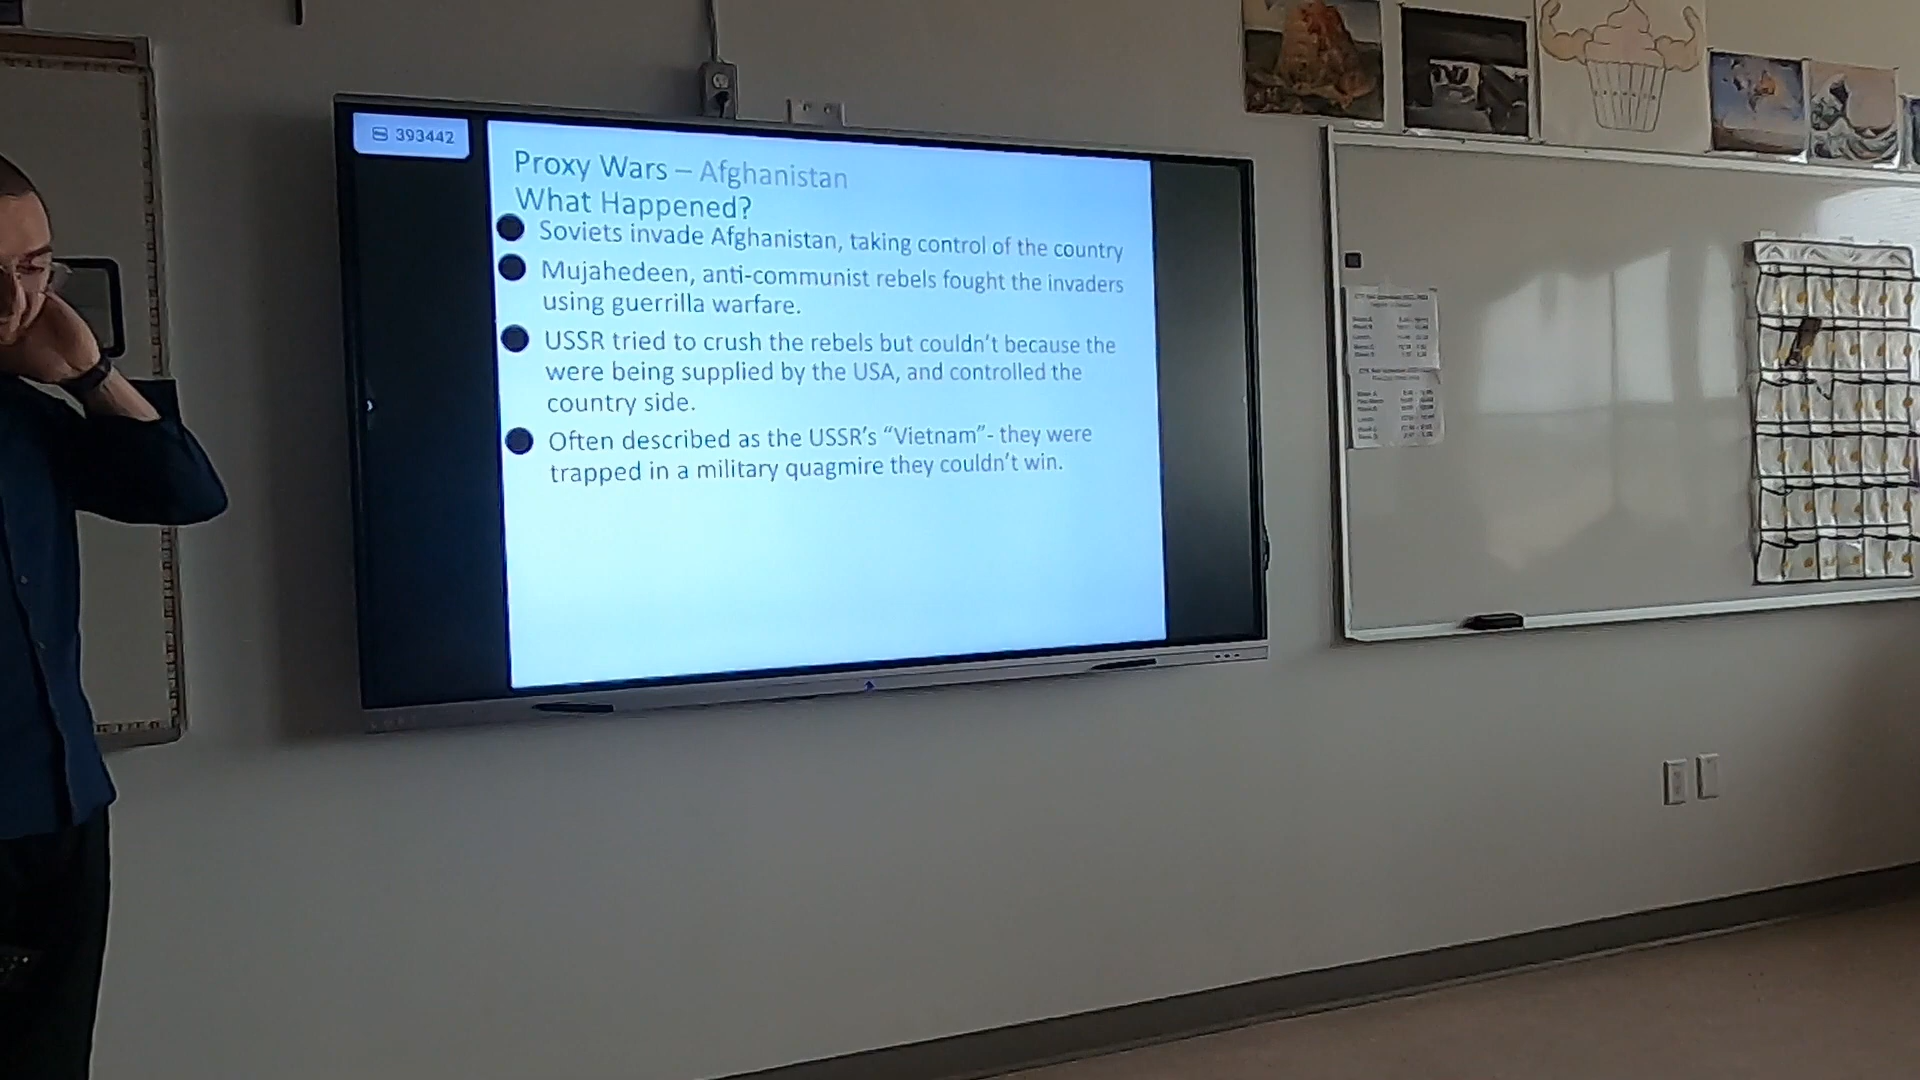 393442
Proxy Wars – Afghanistan
What Happened?
Soviets invade Afghanistan, taking control of the country
Mujahedeen, anti-communist rebels fought the invaders
using guerrilla warfare.
USSR tried to crush the rebels but couldn't because the
were being supplied by the USA, and controlled the
country side.
Often described as the USSR's “Vietnam”- they were
trapped in a military quagmire they couldn't win.